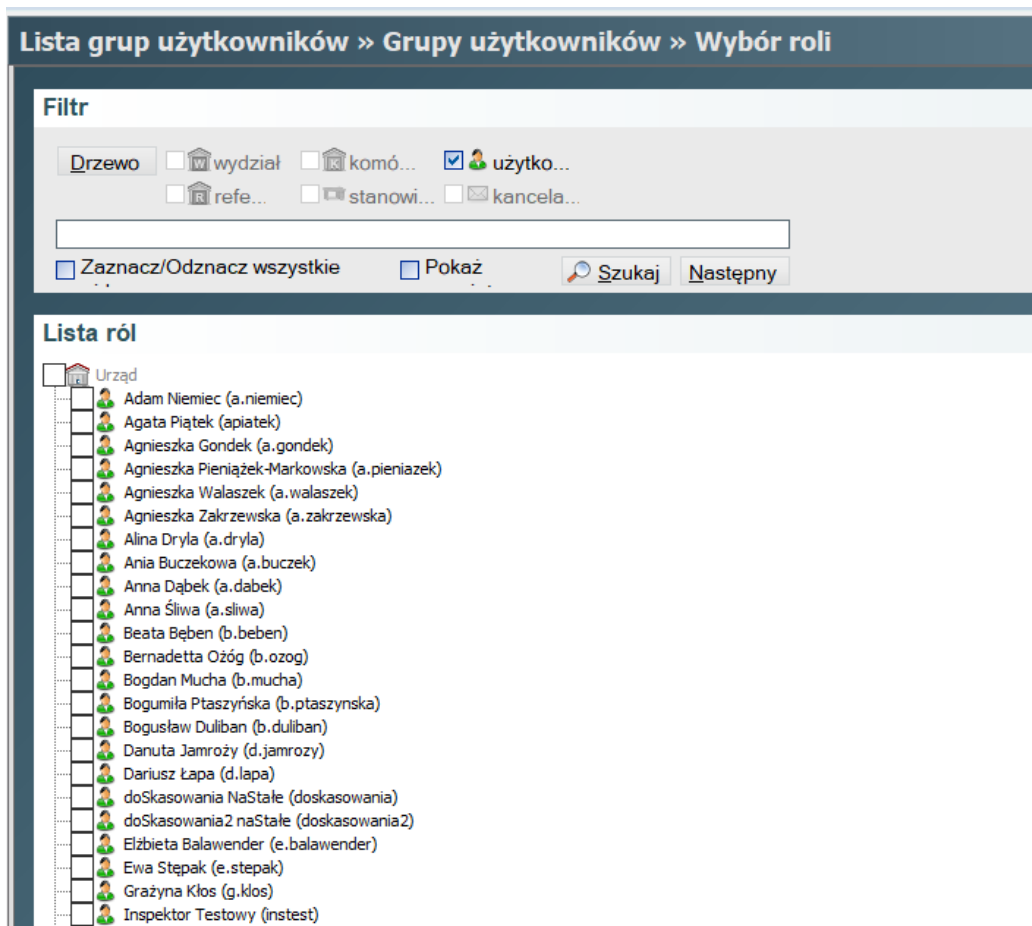 Lista grup użytkowników » Grupy użytkowników » Wybór roli
Filtr
Drzewo wydział komó... użytko...
refe... stanowi... kancela...
Zaznacz/Odznacz wszystkie Pokaż
Szukaj Następny
Lista ról
Urząd
Adam Niemiec (a.niemiec)
Agata Piątek (apiatek)
Agnieszka Gondek (a.gondek)
Agnieszka Pieniążek-Markowska (a.pieniazek)
Agnieszka Walaszek (a.walaszek)
Agnieszka Zakrzewska (a.zakrzewska)
Alina Dryla (a.dryla)
Ania Buczekowa (a.buczek)
Anna Dąbek (a.dabek)
Anna Śliwa (a.sliwa)
Beata Bęben (b.beben)
Bernadetta Ożóg (b.ozog)
Bogdan Mucha (b.mucha)
Bogumiła Ptaszyńska (b.ptaszynska)
Bogusław Duliban (b.duliban)
Danuta Jamroży (d.jamrozy)
Dariusz Łapa (d.lapa)
doSkasowania NaStałe (doskasowania)
doSkasowania2 naStałe (doskasowania2)
Elżbieta Balawender (e.balawender)
Ewa Stępak (e.stepak)
Grażyna Kłos (g.klos)
Inspektor Testowy (instest)